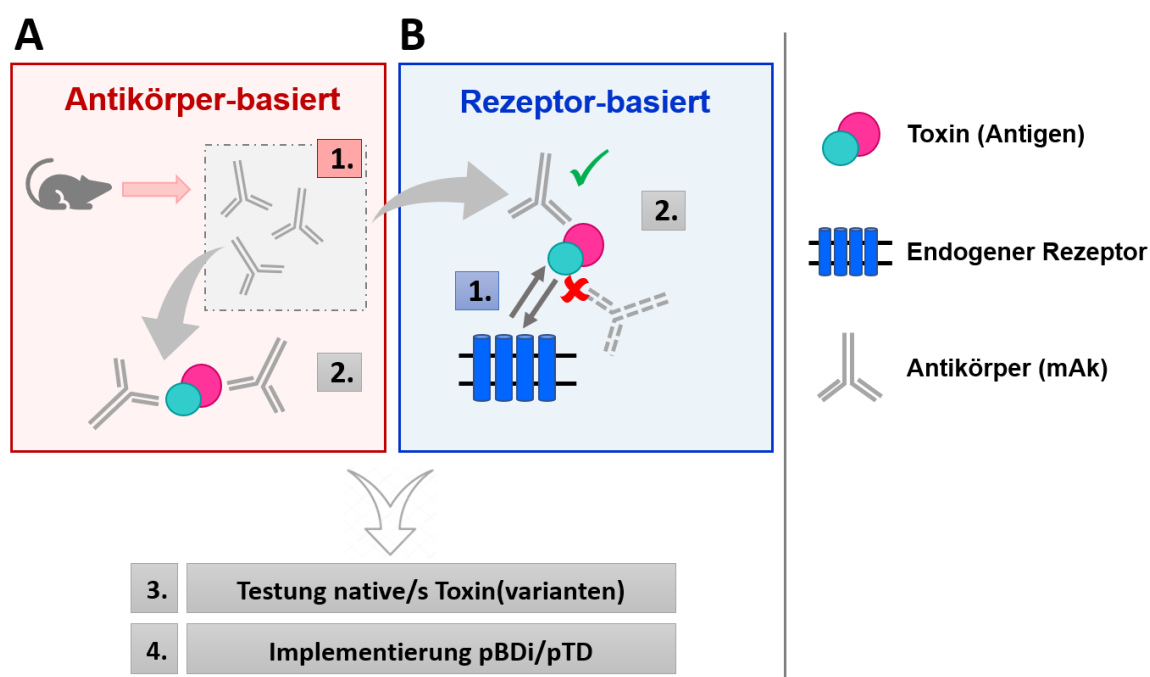 A
B
Antikörper-basiert
Rezeptor-basiert
1.
2.
1.
2.
Toxin (Antigen)
Endogener Rezeptor
Antikörper (mAk)
3.
Testung native/s Toxin(varianten)
4.
Implementierung pBDi/pTD